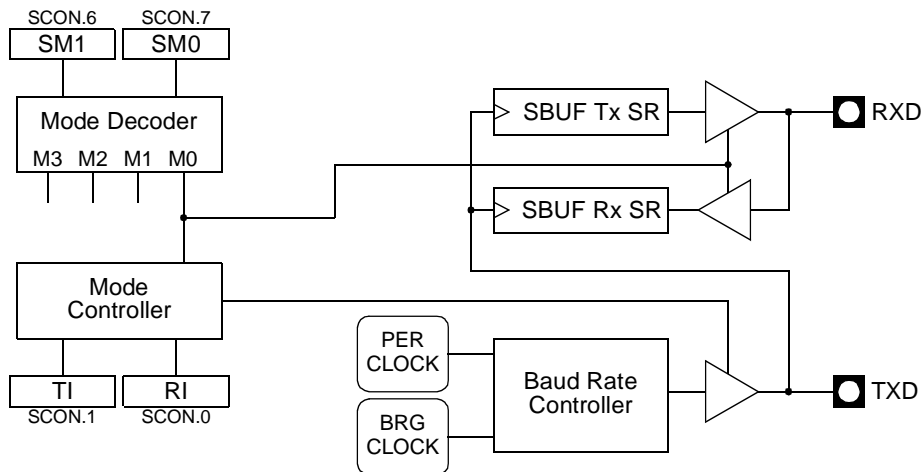 SCON.6 SCON.7
SM1 SM0
Mode Decoder
M3 M2 M1 M0
SBUF Tx SR
RXD
SBUF Rx SR
Mode
Controller
TI RI
SCON.1 SCON.0
PER
CLOCK
BRG
CLOCK
Baud Rate
Controller
TXD